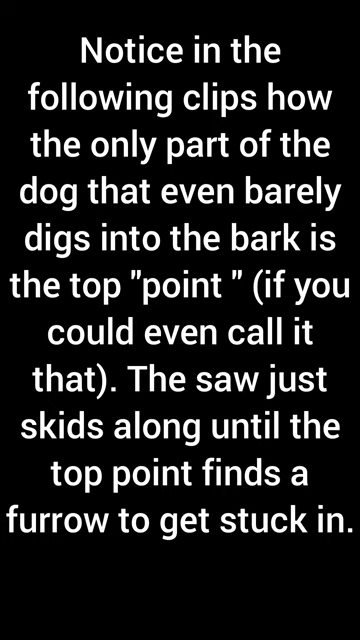 Notice in the
following clips how
the only part of the
dog that even barely
digs into the bark is
the top "point " (if you
could even call it
that). The saw just
skids along until the
top point finds a
furrow to get stuck in.